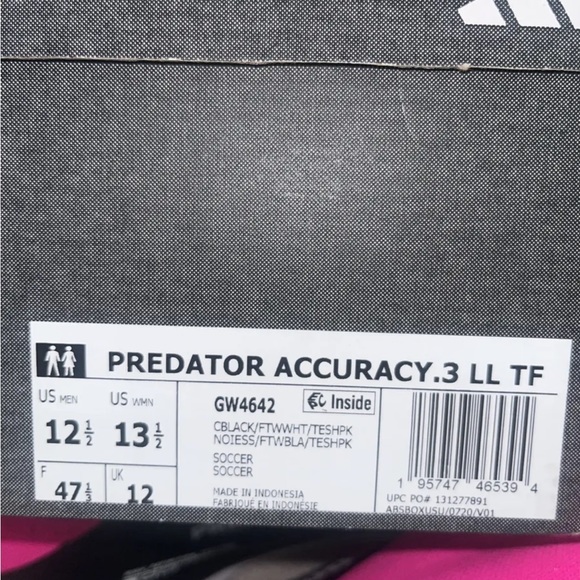 PREDATOR ACCURACY.3 LL TF
US MEN
12 1/2
US WMN
13 1/2
F
47 1/3
UK
12
GW4642
Inside
CBLACK/FTWWHT/TESHPK
NOIESS/FTWBLA/TESHPK
SOCCER
SOCCER
MADE IN INDONESIA
FABRIQUÉ EN INDONÉSIE
1 95747 46539 4
UPC PO# 131277891
ABSBOXUSU/0720/V01